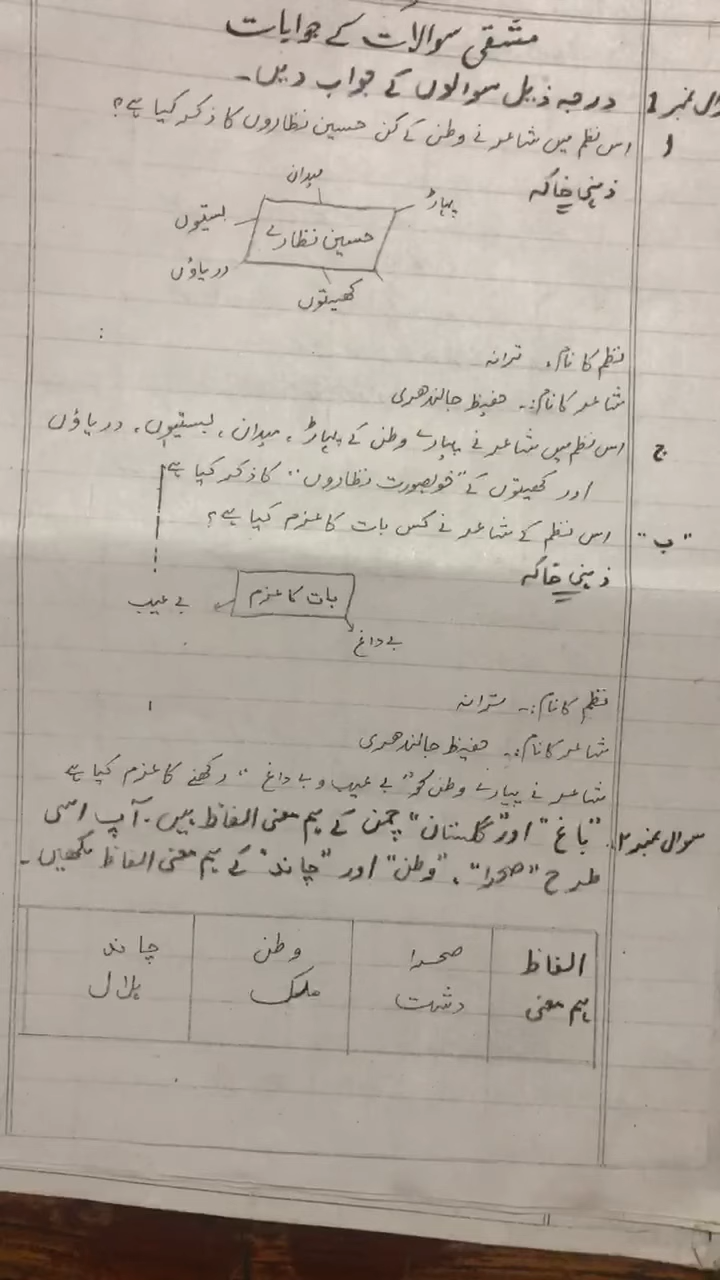 مشقی سوالات کے جوابات
سوال نمبر 1 درجہ ذیل سوالوں کے جواب دیں۔
ا اس نظم میں شاعر نے وطن کے کن حسین نظاروں کا ذکر کیا ہے؟
ذہنی خاکہ
میدان
پہاڑ
بستیوں
حسین نظارے
دریاؤں
کھیتوں
نظم کا نام: ترانہ
شاعر کا نام:۔ حفیظ جالندھری
ج اس نظم میں شاعر نے پیارے وطن کے پہاڑ، میدان، بستیوں، دریاؤں
اور کھیتوں کے "خوبصورت نظاروں" کا ذکر کیا ہے
"ب" اس نظم کے شاعر نے کس بات کا عزم کیا ہے؟
ذہنی خاکہ
بات کا عزم
بے عیب
بے داغ
نظم کا نام:۔ ترانہ
شاعر کا نام:۔ حفیظ جالندھری
شاعر نے پیارے وطن کو "بے عیب و بے داغ" رکھنے کا عزم کیا ہے
سوال نمبر ۲۔ "باغ" اور "گلستان" چمن کے ہم معنی الفاظ ہیں۔ آپ اسی
طرح "صحرا"، "وطن" اور "چاند" کے ہم معنی الفاظ لکھیں۔
الفاظ صحرا وطن چاند
ہم معنی دشت ملک ہلال